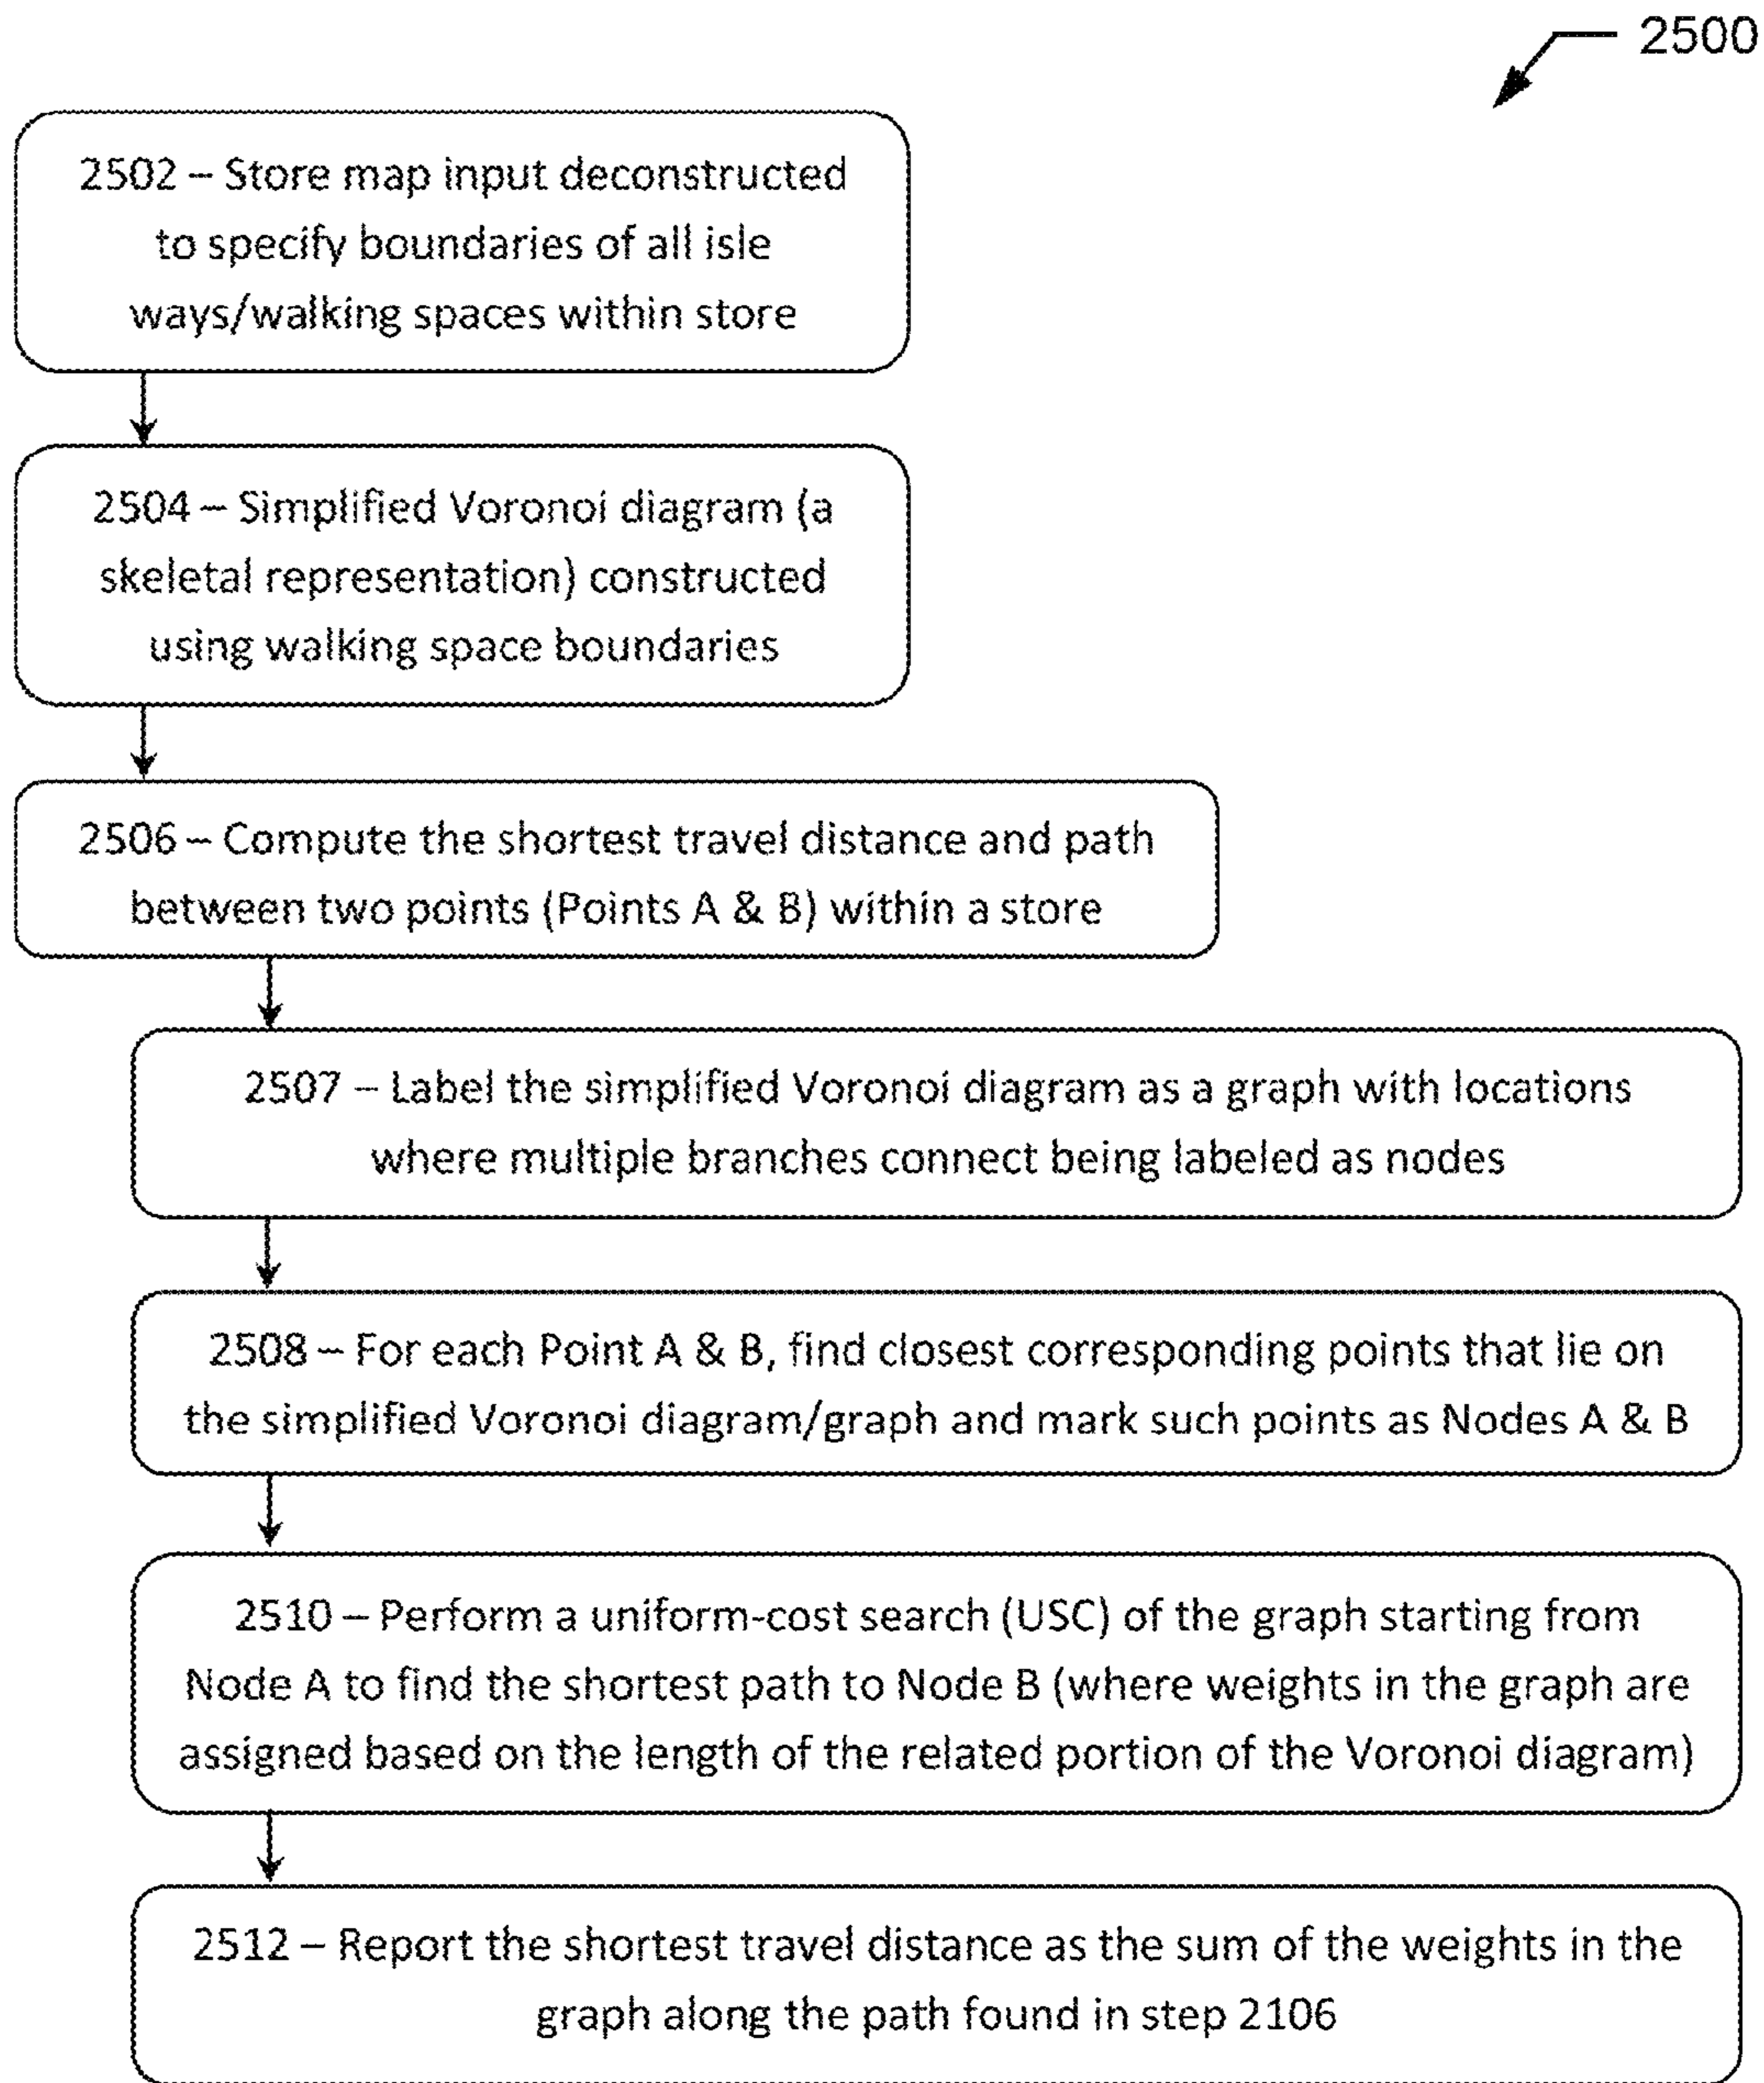 2500
2502 – Store map input deconstructed
to specify boundaries of all isle
ways/walking spaces within store
2504 – Simplified Voronoi diagram (a
skeletal representation) constructed
using walking space boundaries
2506 – Compute the shortest travel distance and path
between two points (Points A & B) within a store
2507 – Label the simplified Voronoi diagram as a graph with locations
where multiple branches connect being labeled as nodes
2508 – For each Point A & B, find closest corresponding points that lie on
the simplified Voronoi diagram/graph and mark such points as Nodes A & B
2510 – Perform a uniform-cost search (USC) of the graph starting from
Node A to find the shortest path to Node B (where weights in the graph are
assigned based on the length of the related portion of the Voronoi diagram)
2512 – Report the shortest travel distance as the sum of the weights in the
graph along the path found in step 2106